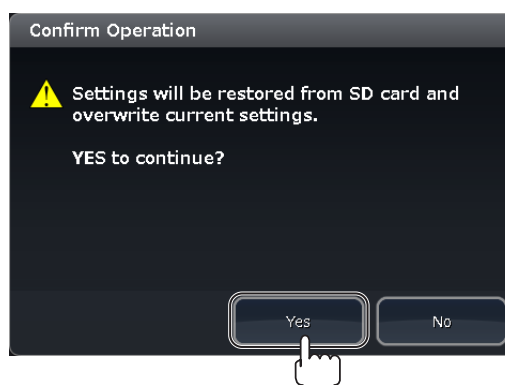 Confirm Operation
Settings will be restored from SD card and
overwrite current settings.
YES to continue?
Yes
No